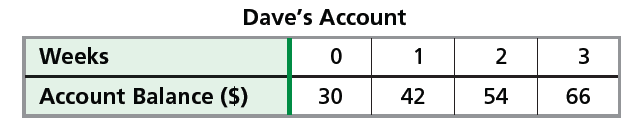 Dave's Account
Weeks 0 1 2 3
Account Balance ($) 30 42 54 66